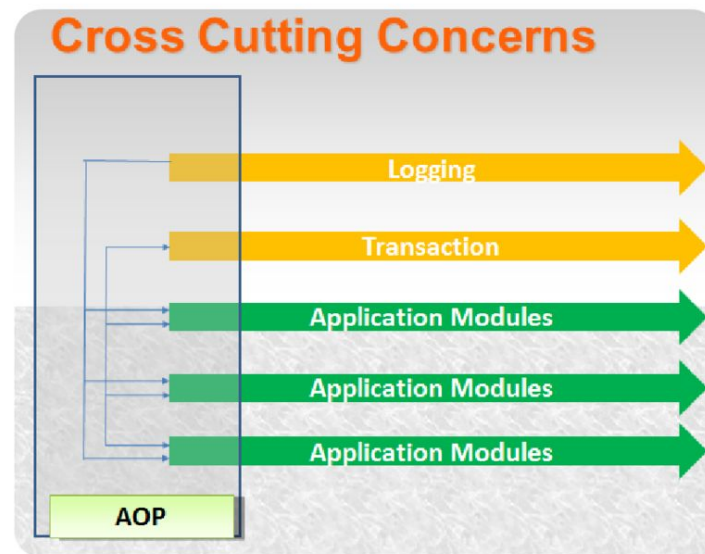 Cross Cutting Concerns
Logging
Transaction
Application Modules
Application Modules
Application Modules
AOP